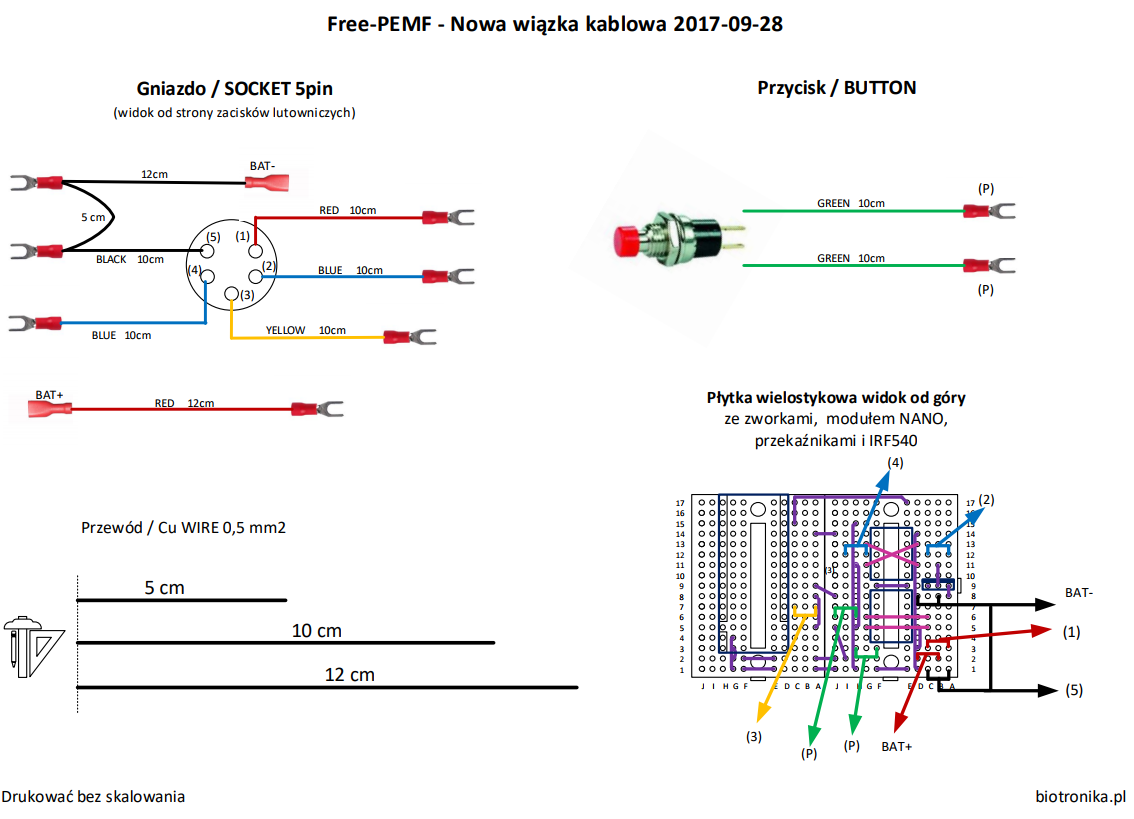 Free-PEMF - Nowa wiązka kablowa 2017-09-28
Gniazdo / SOCKET 5pin
(widok od strony zacisków lutowniczych)
Przycisk / BUTTON
BAT-
12cm
5 cm
RED 10cm
(5)
(1)
BLACK 10cm
(4)
(2)
BLUE 10cm
(3)
BLUE 10cm
YELLOW 10cm
BAT+
RED 12cm
(P)
GREEN 10cm
GREEN 10cm
(P)
Płytka wielostykowa widok od góry
ze zworkami, modułem NANO,
przekaźnikami i IRF540
(4)
(2)
17
16
15
14
13
12
11
10
9
8
7
6
5
4
3
2
1
(3)
17
16
15
14
13
12
11
10
9
8
7
6
5
4
3
2
1
J I H G F E D C B A J I H G F E D C B A
BAT-
(1)
(5)
(3)
(P)
(P)
BAT+
Przewód / Cu WIRE 0,5 mm2
5 cm
10 cm
12 cm
Drukować bez skalowania
biotronika.pl